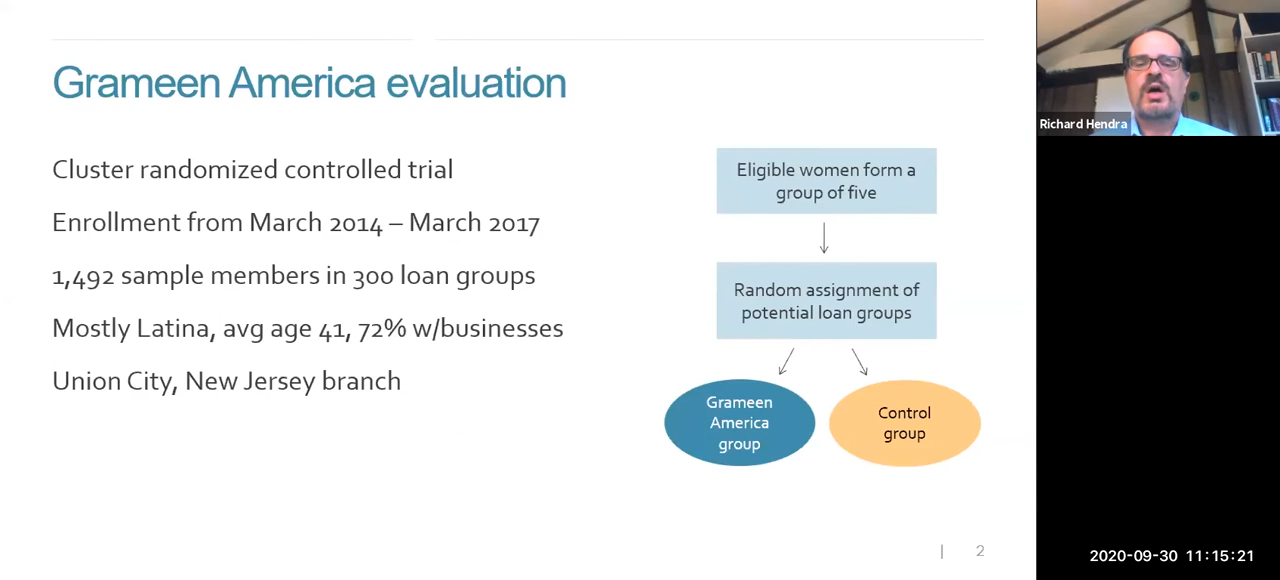 Grameen America evaluation
Cluster randomized controlled trial
Enrollment from March 2014 – March 2017
1,492 sample members in 300 loan groups
Mostly Latina, avg age 41, 72% w/businesses
Union City, New Jersey branch
Eligible women form a
group of five
Random assignment of
potential loan groups
Grameen
America
group
Control
group
| 2
Richard Hendra
2020-09-30 11:15:21